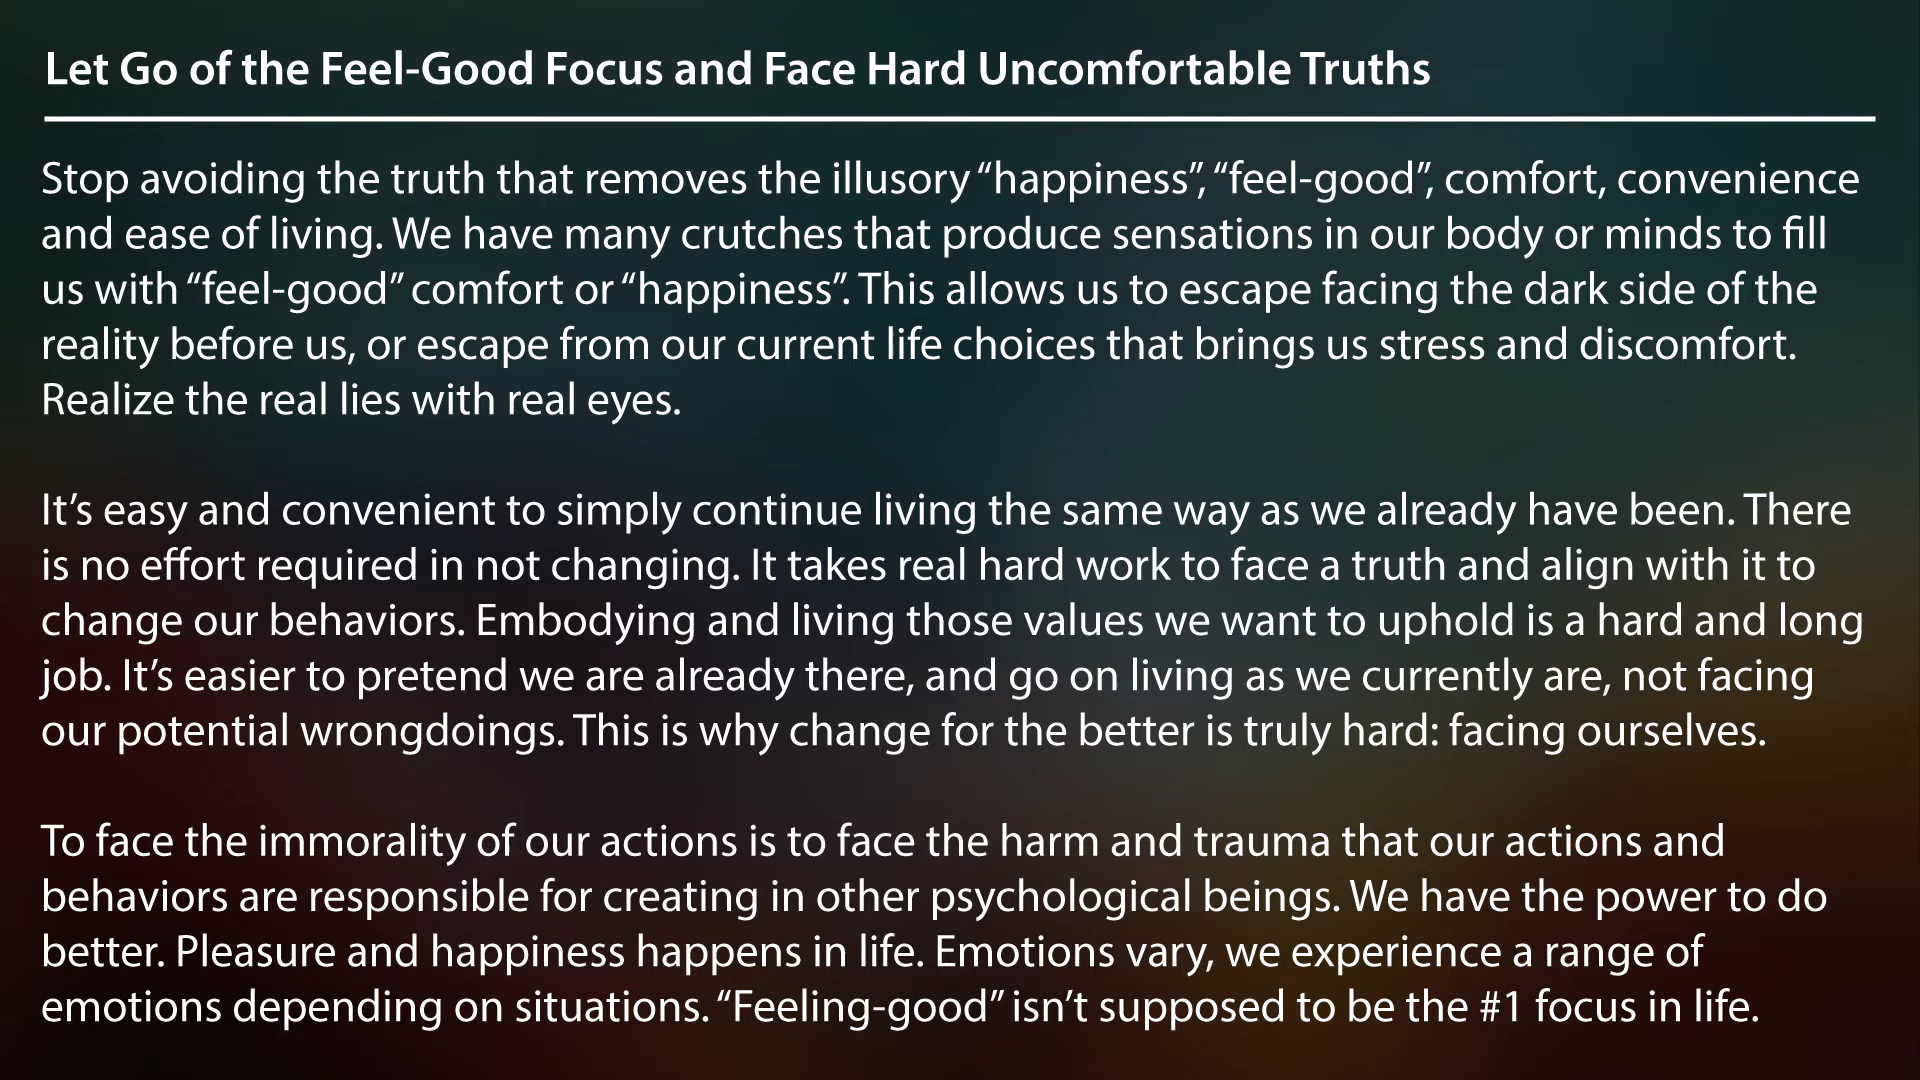 Let Go of the Feel-Good Focus and Face Hard Uncomfortable Truths
Stop avoiding the truth that removes the illusory “happiness”, “feel-good”, comfort, convenience
and ease of living. We have many crutches that produce sensations in our body or minds to fill
us with “feel-good” comfort or “happiness”. This allows us to escape facing the dark side of the
reality before us, or escape from our current life choices that brings us stress and discomfort.
Realize the real lies with real eyes.
It’s easy and convenient to simply continue living the same way as we already have been. There
is no effort required in not changing. It takes real hard work to face a truth and align with it to
change our behaviors. Embodying and living those values we want to uphold is a hard and long
job. It’s easier to pretend we are already there, and go on living as we currently are, not facing
our potential wrongdoings. This is why change for the better is truly hard: facing ourselves.
To face the immorality of our actions is to face the harm and trauma that our actions and
behaviors are responsible for creating in other psychological beings. We have the power to do
better. Pleasure and happiness happens in life. Emotions vary, we experience a range of
emotions depending on situations. “Feeling-good” isn’t supposed to be the #1 focus in life.